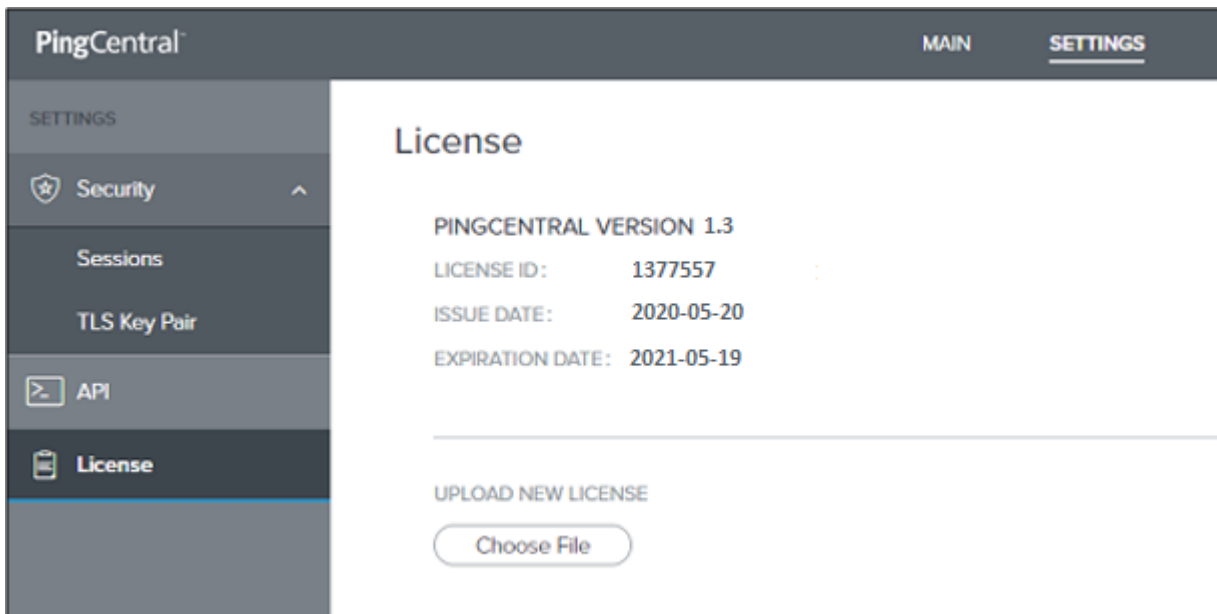 PingCentral
MAIN
SETTINGS
SETTINGS
Security
Sessions
TLS Key Pair
API
License
License
PINGCENTRAL VERSION 1.3
LICENSE ID: 1377557
ISSUE DATE: 2020-05-20
EXPIRATION DATE: 2021-05-19
UPLOAD NEW LICENSE
Choose File